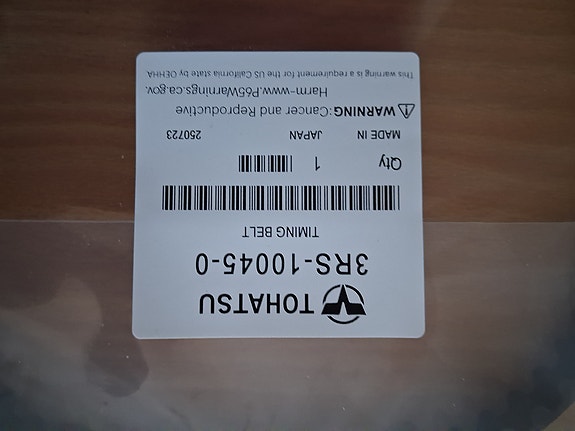 TOHATSU
3RS-10045-0
TIMING BELT
Qty 1
MADE IN JAPAN 250723
WARNING: Cancer and Reproductive
Harm-www.P65Warnings.ca.gov.
This warning is a requirement for the US California state by OEHHA